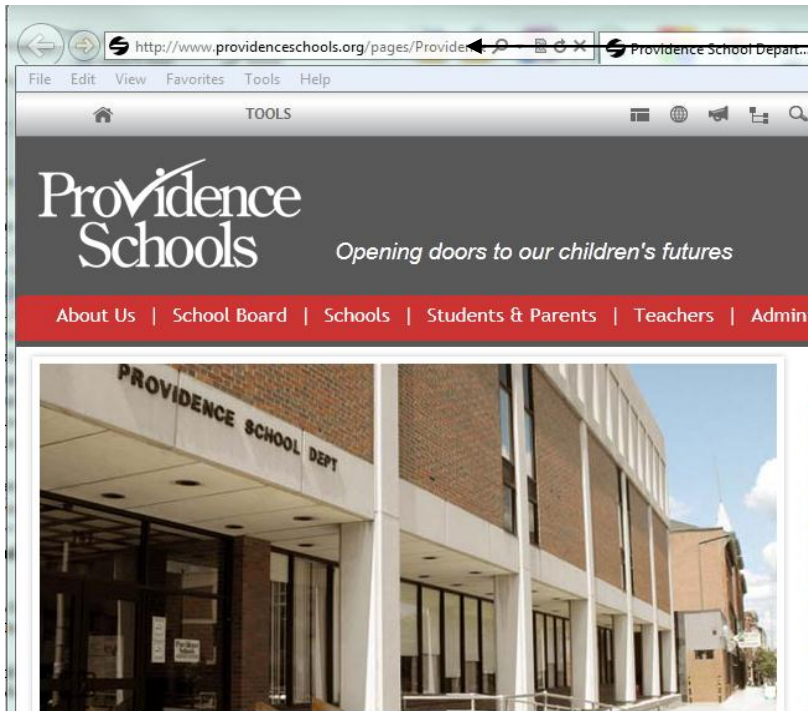 http://www.providenceschools.org/pages/Providen
Providence School Depart...
File Edit View Favorites Tools Help
TOOLS
Providence
Schools
Opening doors to our children's futures
About Us | School Board | Schools | Students & Parents | Teachers | Admin
PROVIDENCE SCHOOL DEPT